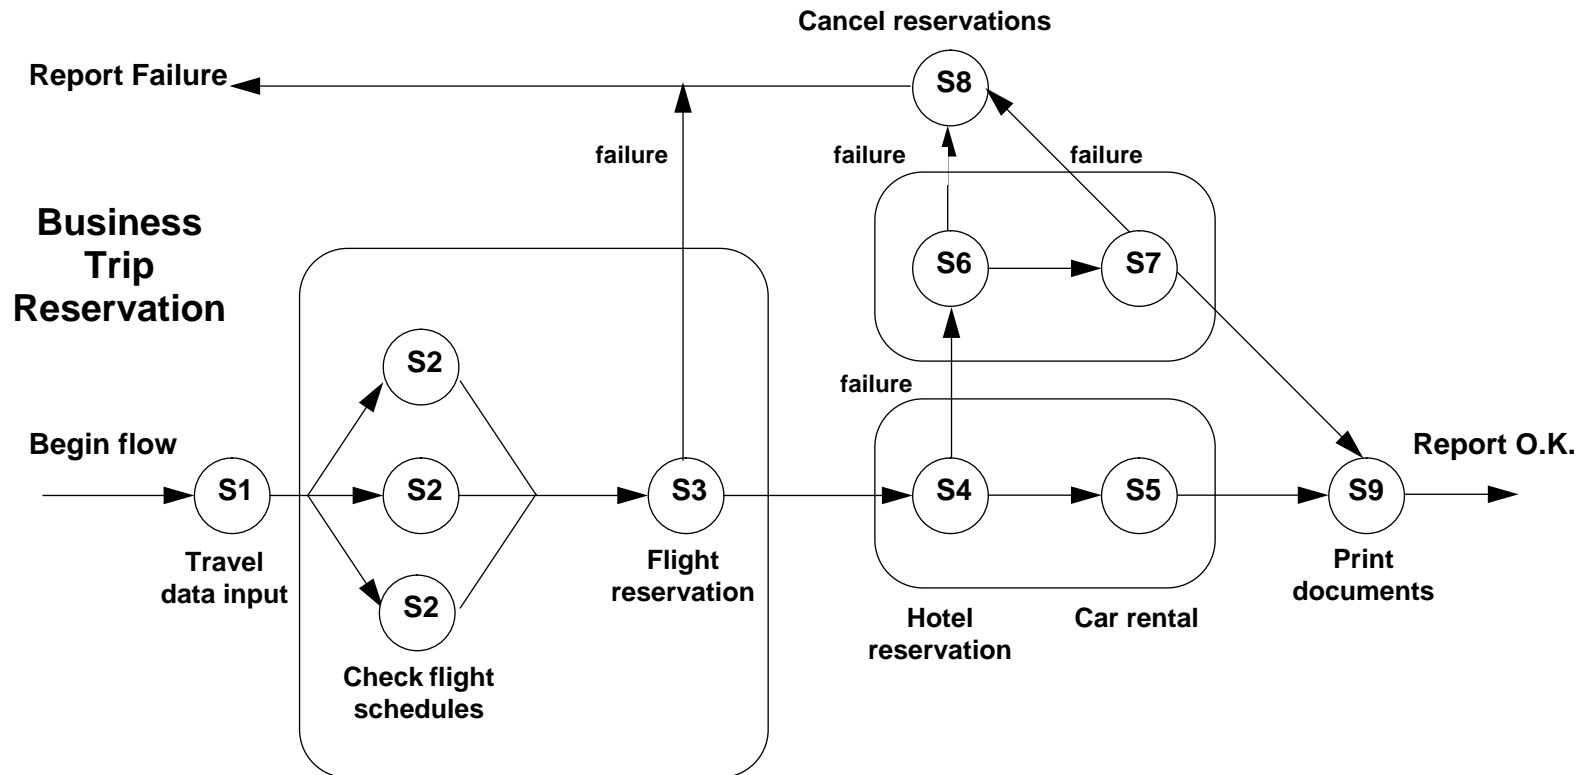 Cancel reservations
Report Failure
S8
failure
failure
failure
Business
Trip
Reservation
S6
S7
S2
failure
Begin flow
Report O.K.
S1
S2
S3
S4
S5
S9
Travel
data input
Flight
reservation
Print
documents
S2
Hotel
reservation
Car rental
Check flight
schedules